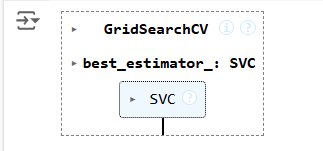 GridSearchCV i ?
best_estimator_: SVC
SVC ?